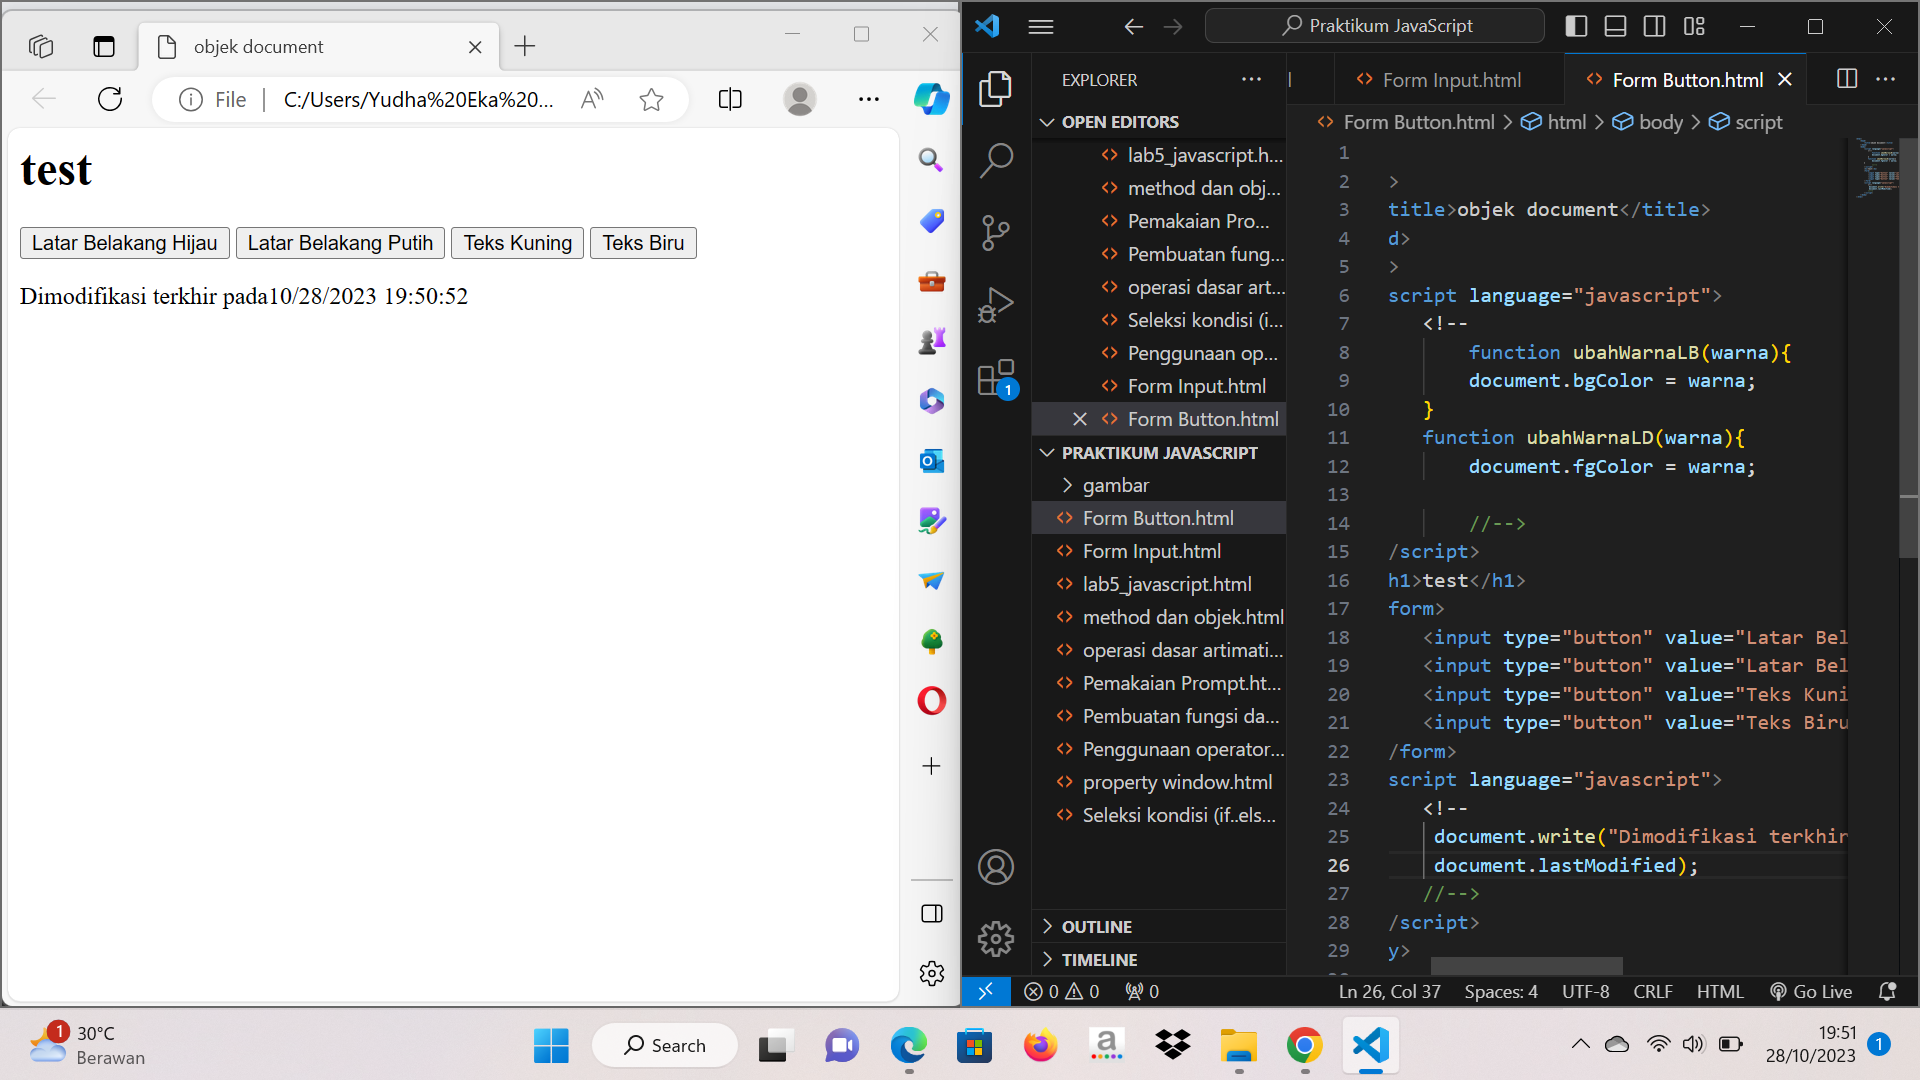 objek document
File
C:/Users/Yudha%20Eka%20...
test
Latar Belakang Hijau
Latar Belakang Putih
Teks Kuning
Teks Biru
Dimodifikasi terkhir pada10/28/2023 19:50:52
Praktikum JavaScript
EXPLORER
OPEN EDITORS
lab5_javascript.h...
method dan obj...
Pemakaian Pro...
Pembuatan fung...
operasi dasar art...
Seleksi kondisi (i...
Penggunaan op...
Form Input.html
Form Button.html
PRAKTIKUM JAVASCRIPT
gambar
Form Button.html
Form Input.html
lab5_javascript.html
method dan objek.html
operasi dasar artimati...
Pemakaian Prompt.ht...
Pembuatan fungsi da...
Penggunaan operator...
property window.html
Seleksi kondisi (if..els...
OUTLINE
TIMELINE
1
Form Input.html
Form Button.html
Form Button.html > html > body > script
1
2 >
3 title>objek document</title>
4 d>
5 >
6 script language="javascript">
7 <!--
8 function ubahWarnaLB(warna){
9 document.bgColor = warna;
10 }
11 function ubahWarnaLD(warna){
12 document.fgColor = warna;
13
14 //-->
15 /script>
16 h1>test</h1>
17 form>
18 <input type="button" value="Latar Bel
19 <input type="button" value="Latar Bel
20 <input type="button" value="Teks Kuni
21 <input type="button" value="Teks Biru
22 /form>
23 script language="javascript">
24 <!--
25 document.write("Dimodifikasi terkhir
26 document.lastModified);
27 //-->
28 /script>
29 y>
0 0 0
Ln 26, Col 37
Spaces: 4
UTF-8
CRLF
HTML
Go Live
1
30°C
Berawan
Search
19:51
28/10/2023
1